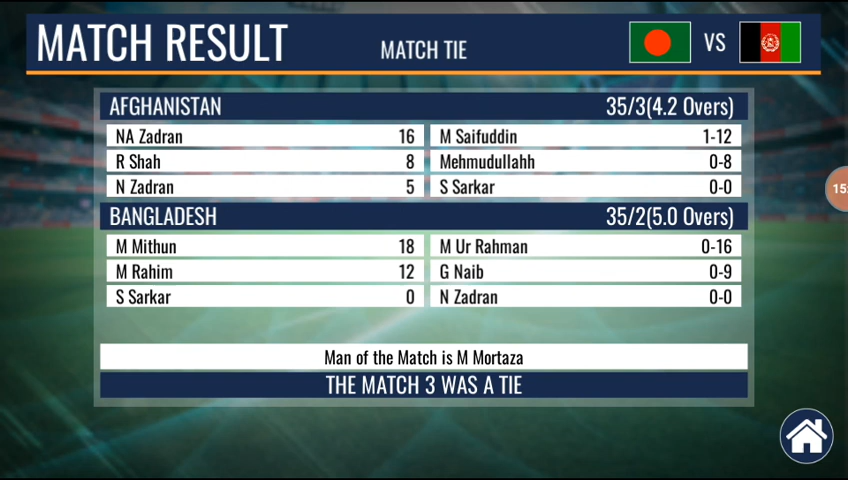 MATCH RESULT MATCH TIE VS
AFGHANISTAN 35/3(4.2 Overs)
NA Zadran 16 M Saifuddin 1-12
R Shah 8 Mehmudullahh 0-8
N Zadran 5 S Sarkar 0-0
BANGLADESH 35/2(5.0 Overs)
M Mithun 18 M Ur Rahman 0-16
M Rahim 12 G Naib 0-9
S Sarkar 0 N Zadran 0-0
Man of the Match is M Mortaza
THE MATCH 3 WAS A TIE